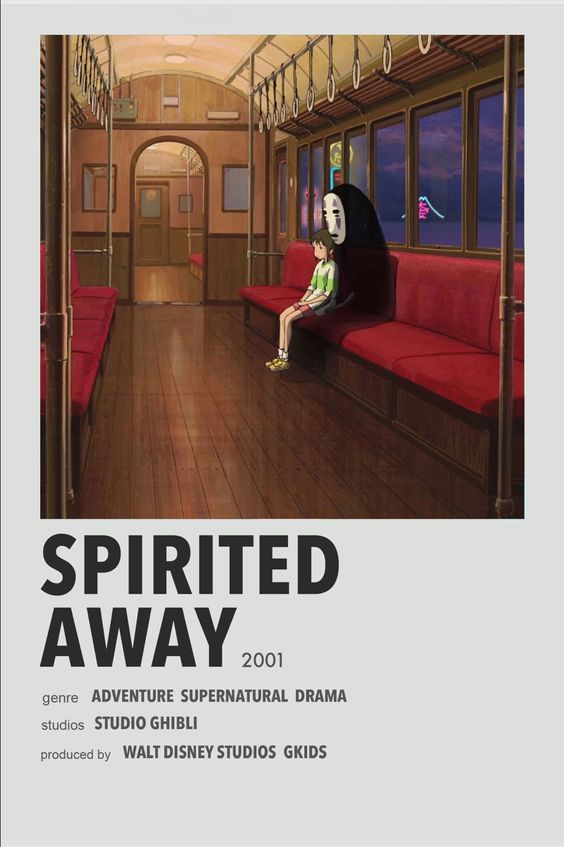 SPIRITED
AWAY 2001
genre ADVENTURE SUPERNATURAL DRAMA
studios STUDIO GHIBLI
produced by WALT DISNEY STUDIOS GKIDS